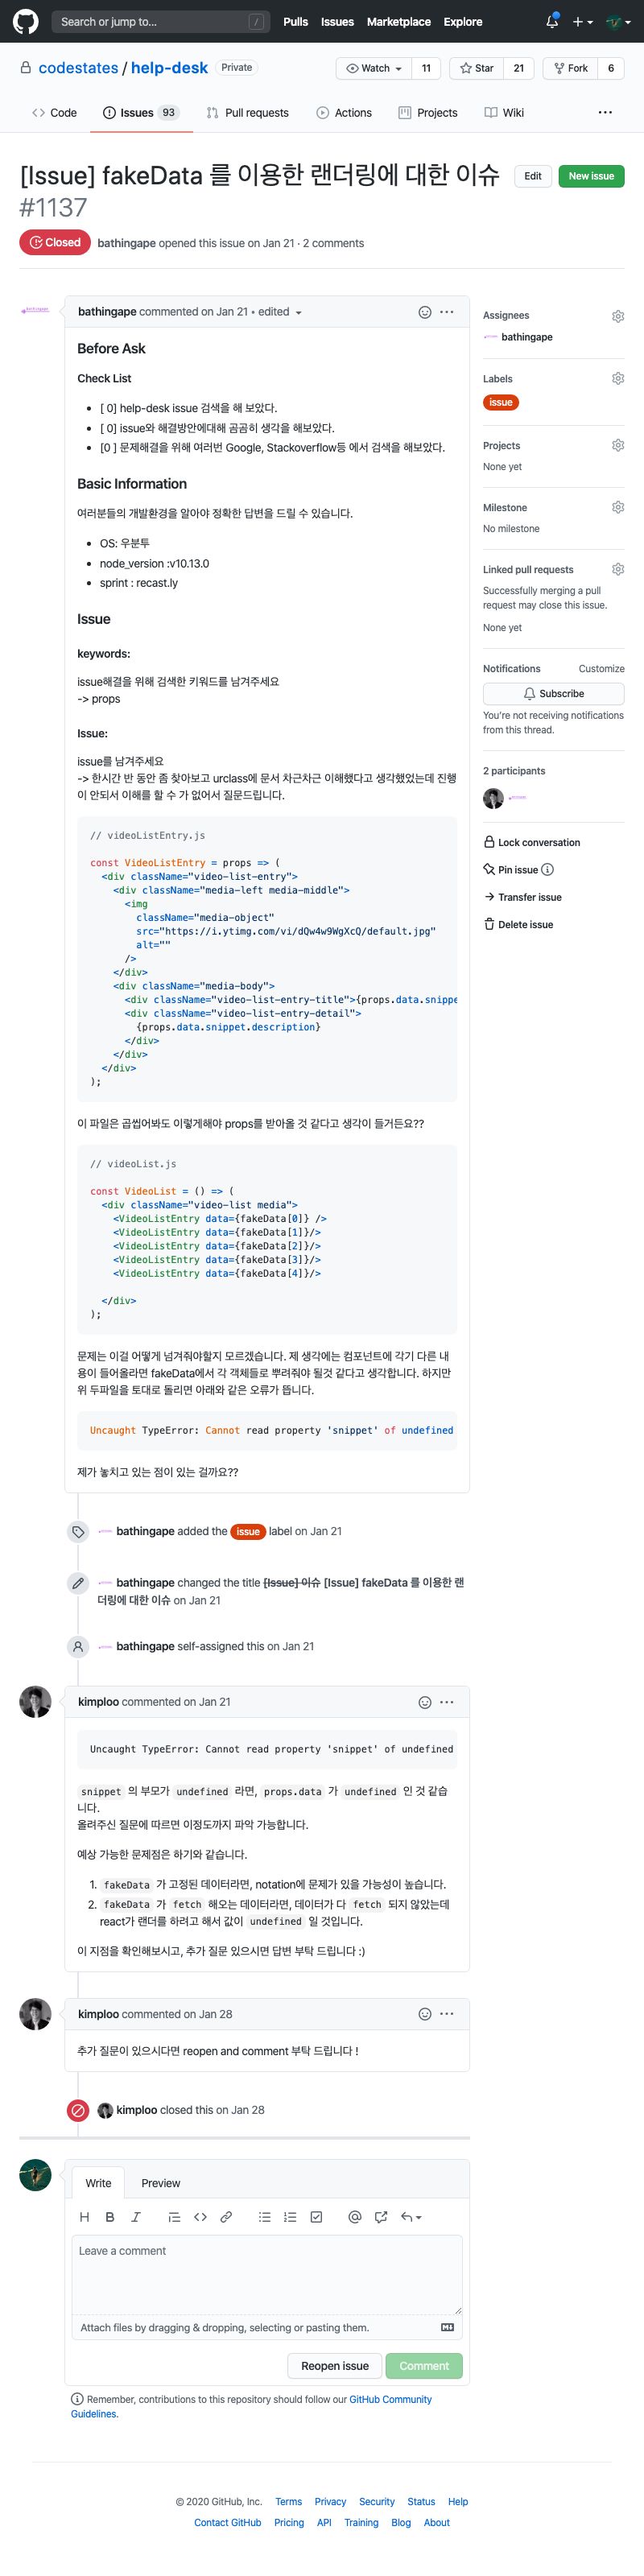 Search or jump to...
/
Pulls Issues Marketplace Explore
codestates / help-desk Private
Watch 11 Star 21 Fork 6
Code Issues 93 Pull requests Actions Projects Wiki
[Issue] fakeData 를 이용한 랜더링에 대한 이슈
#1137
Edit New issue
Closed bathingape opened this issue on Jan 21 · 2 comments
bathingape commented on Jan 21 • edited
Before Ask
Check List
• [ 0] help-desk issue 검색을 해 보았다.
• [ 0] issue와 해결방안에대해 곰곰히 생각을 해보았다.
• [0 ] 문제해결을 위해 여러번 Google, Stackoverflow등 에서 검색을 해보았다.
Basic Information
여러분들의 개발환경을 알아야 정확한 답변을 드릴 수 있습니다.
• OS: 우분투
• node_version :v10.13.0
• sprint : recast.ly
Issue
keywords:
issue해결을 위해 검색한 키워드를 남겨주세요
-> props
Issue:
issue를 남겨주세요
-> 한시간 반 동안 좀 찾아보고 urclass에 문서 차근차근 이해했다고 생각했었는데 진행
이 안되서 이해를 할 수 가 없어서 질문드립니다.
// videoListEntry.js
const VideoListEntry = props => (
<div className="video-list-entry">
<div className="media-left media-middle">
<img
className="media-object"
src="https://i.ytimg.com/vi/dQw4w9WgXcQ/default.jpg"
alt=""
/>
</div>
<div className="media-body">
<div className="video-list-entry-title">{props.data.snippe
<div className="video-list-entry-detail">
{props.data.snippet.description}
</div>
</div>
</div>
);
이 파일은 곱씹어봐도 이렇게해야 props를 받아올 것 같다고 생각이 들거든요??
// videoList.js
const VideoList = () => (
<div className="video-list media">
<VideoListEntry data={fakeData[0]} />
<VideoListEntry data={fakeData[1]}/>
<VideoListEntry data={fakeData[2]}/>
<VideoListEntry data={fakeData[3]}/>
<VideoListEntry data={fakeData[4]}/>
</div>
);
문제는 이걸 어떻게 넘겨줘야할지 모르겠습니다. 제 생각에는 컴포넌트에 각기 다른 내
용이 들어올라면 fakeData에서 각 객체들로 뿌려줘야 될것 같다고 생각합니다. 하지만
위 두파일을 토대로 돌리면 아래와 같은 오류가 뜹니다.
Uncaught TypeError: Cannot read property 'snippet' of undefined
제가 놓치고 있는 점이 있는 걸까요??
bathingape added the issue label on Jan 21
bathingape changed the title [Issue] 이슈 [Issue] fakeData 를 이용한 랜
더링에 대한 이슈 on Jan 21
bathingape self-assigned this on Jan 21
kimploo commented on Jan 21
Uncaught TypeError: Cannot read property 'snippet' of undefined
snippet 의 부모가 undefined 라면, props.data 가 undefined 인 것 같습
니다.
올려주신 질문에 따르면 이정도까지 파악 가능합니다.
예상 가능한 문제점은 하기와 같습니다.
1. fakeData 가 고정된 데이터라면, notation에 문제가 있을 가능성이 높습니다.
2. fakeData 가 fetch 해오는 데이터라면, 데이터가 다 fetch 되지 않았는데
react가 랜더를 하려고 해서 값이 undefined 일 것입니다.
이 지점을 확인해보시고, 추가 질문 있으시면 답변 부탁 드립니다 :)
kimploo commented on Jan 28
추가 질문이 있으시다면 reopen and comment 부탁 드립니다 !
kimploo closed this on Jan 28
Write Preview
Leave a comment
Attach files by dragging & dropping, selecting or pasting them.
Reopen issue Comment
Remember, contributions to this repository should follow our GitHub Community
Guidelines.
Assignees
bathingape
Labels
issue
Projects
None yet
Milestone
No milestone
Linked pull requests
Successfully merging a pull
request may close this issue.
None yet
Notifications Customize
Subscribe
You're not receiving notifications
from this thread.
2 participants
Lock conversation
Pin issue
Transfer issue
Delete issue
© 2020 GitHub, Inc. Terms Privacy Security Status Help
Contact GitHub Pricing API Training Blog About